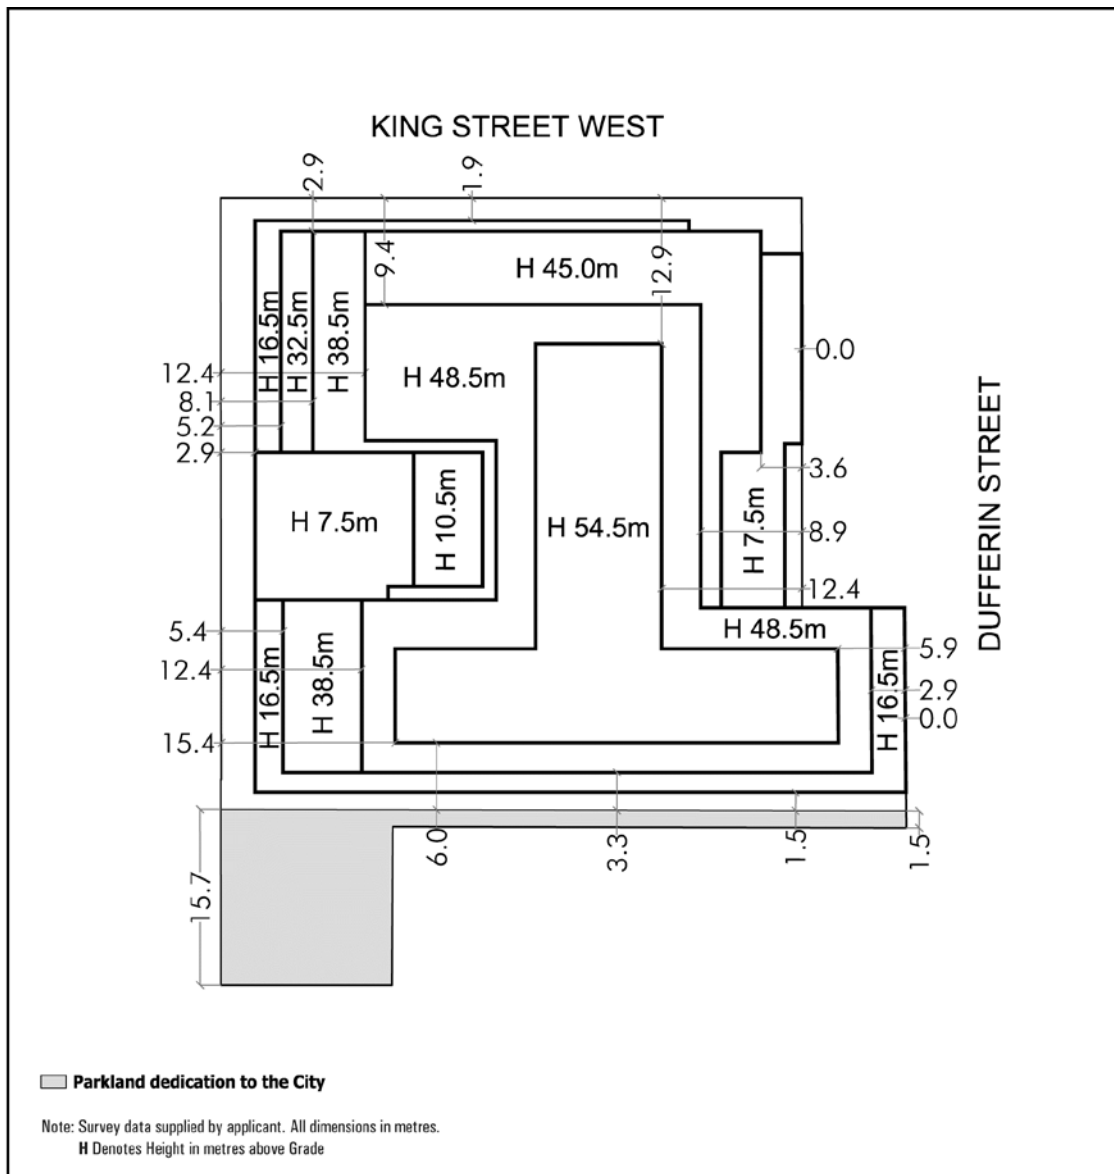 KING STREET WEST
2.9
1.9
9.4
12.9
H 45.0m
H 16.5m
H 32.5m
H 38.5m
0.0
12.4
H 48.5m
8.1
5.2
2.9
3.6
DUFFERIN STREET
H 7.5m
H 10.5m
H 54.5m
H 7.5m
8.9
12.4
5.4
H 48.5m
5.9
12.4
H 16.5m
H 38.5m
H 16.5m
2.9
0.0
15.4
6.0
3.3
1.5
1.5
15.7
Parkland dedication to the City
Note: Survey data supplied by applicant. All dimensions in metres.
H Denotes Height in metres above Grade